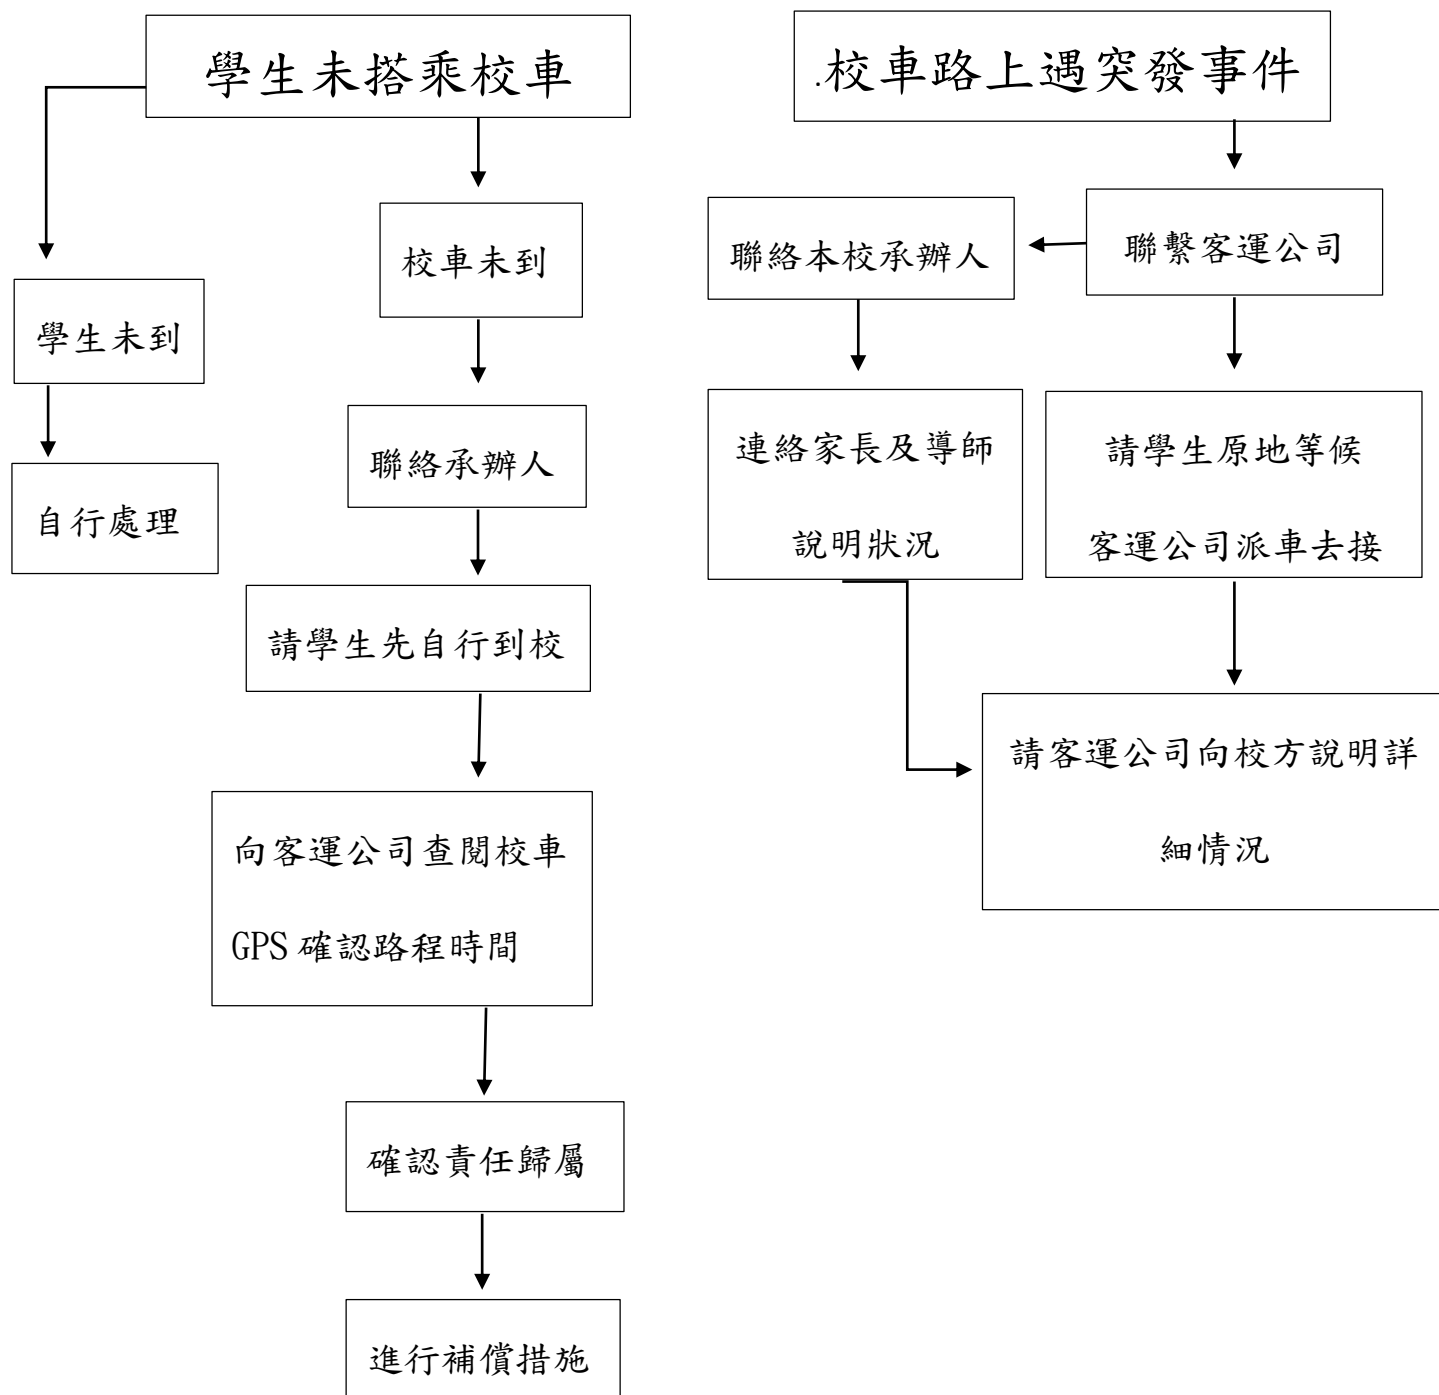 學生未搭乘校車
學生未到
自行處理
校車未到
聯絡承辦人
請學生先自行到校
向客運公司查閱校車
GPS 確認路程時間
確認責任歸屬
進行補償措施
.校車路上遇突發事件
聯繫客運公司
聯絡本校承辦人
連絡家長及導師
說明狀況
請學生原地等候
客運公司派車去接
請客運公司向校方說明詳
細情況